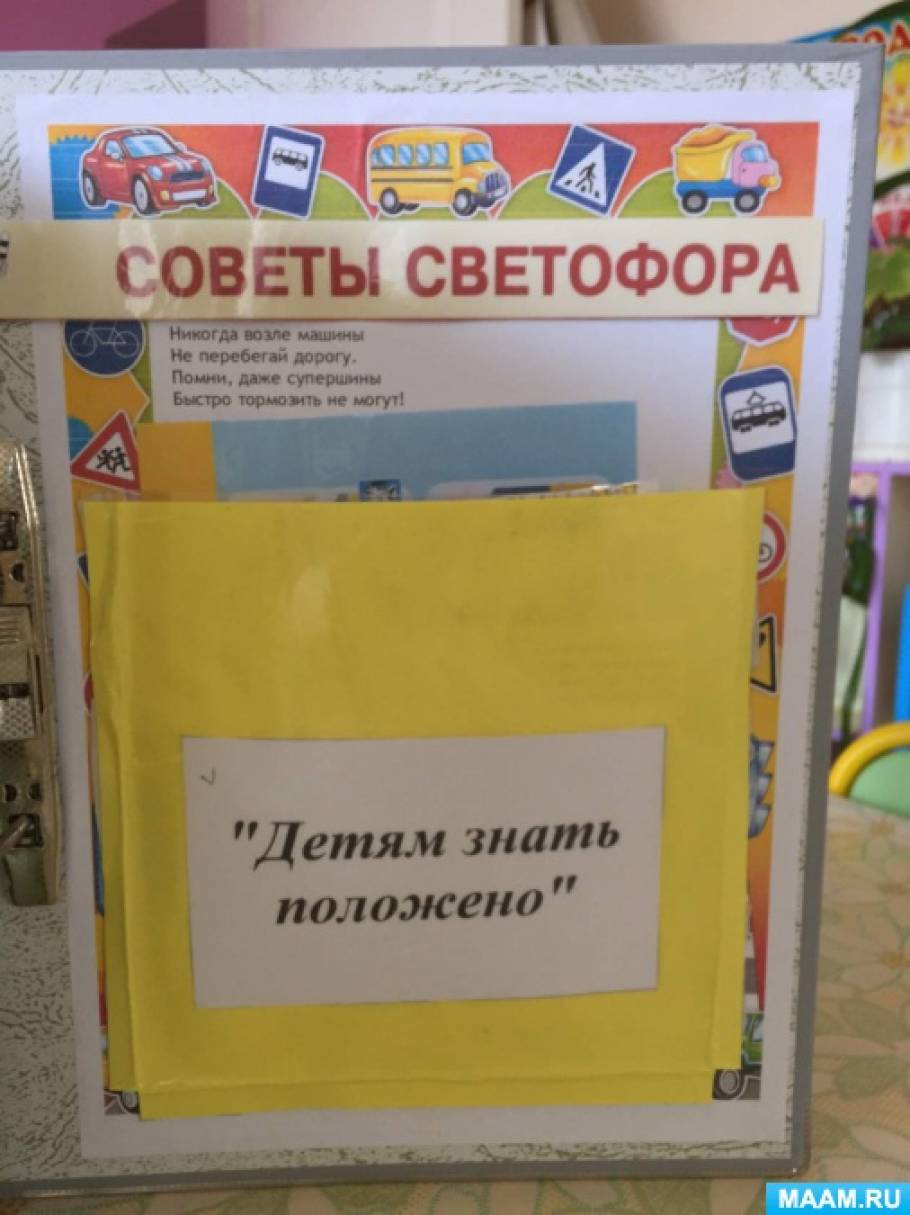 СОВЕТЫ СВЕТОФОРА
Никогда возле машины
Не перебегай дорогу.
Помни, даже супершины
Быстро тормозить не могут!
"Детям знать
положено"
MAAM.RU